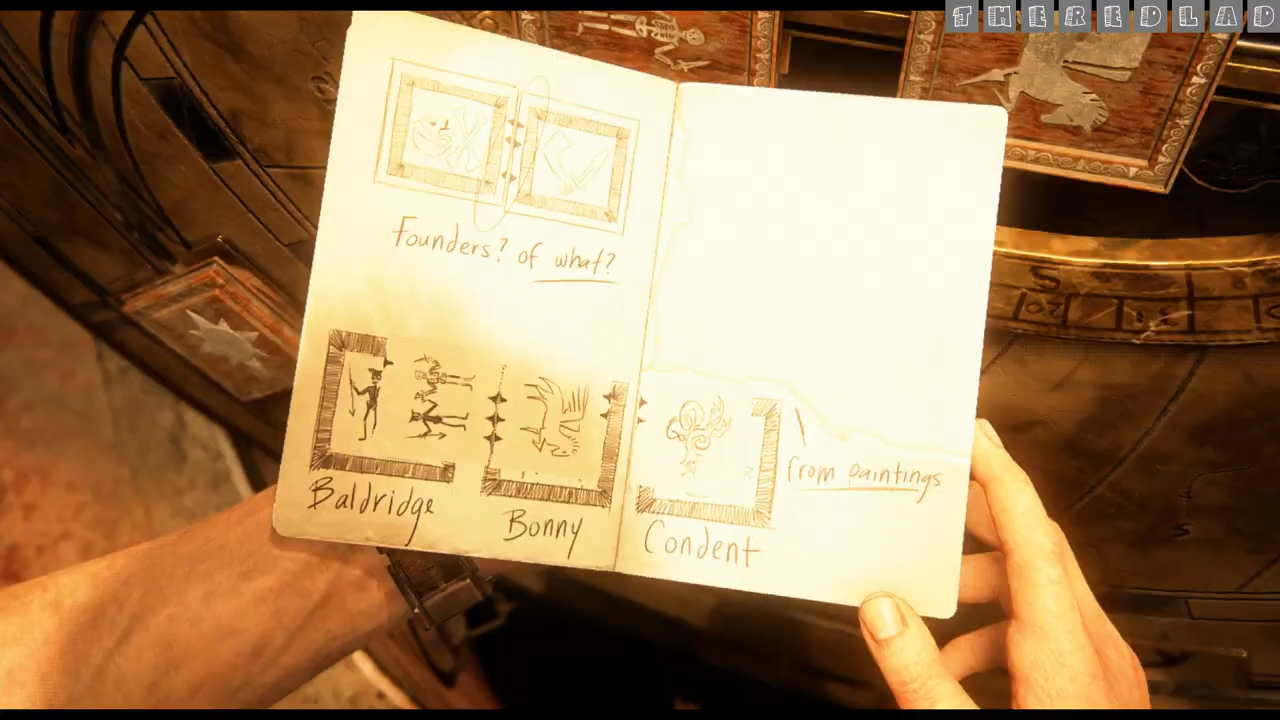 THEREDLAD
Founders? of what?
Baldridge
Bonny
Condent
from paintings